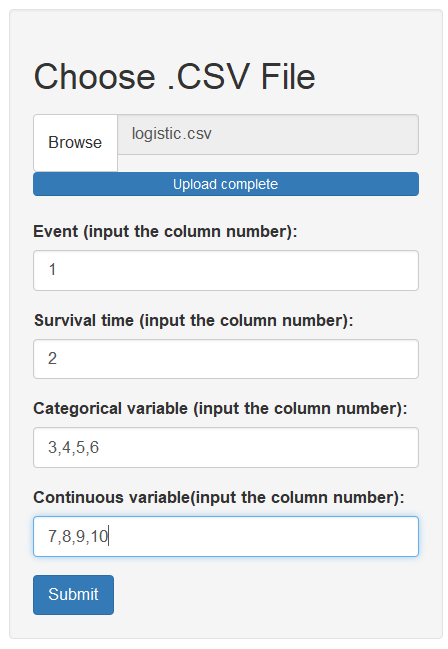 Choose .CSV File
Browse logistic.csv
Upload complete
Event (input the column number):
1
Survival time (input the column number):
2
Categorical variable (input the column number):
3,4,5,6
Continuous variable(input the column number):
7,8,9,10
Submit